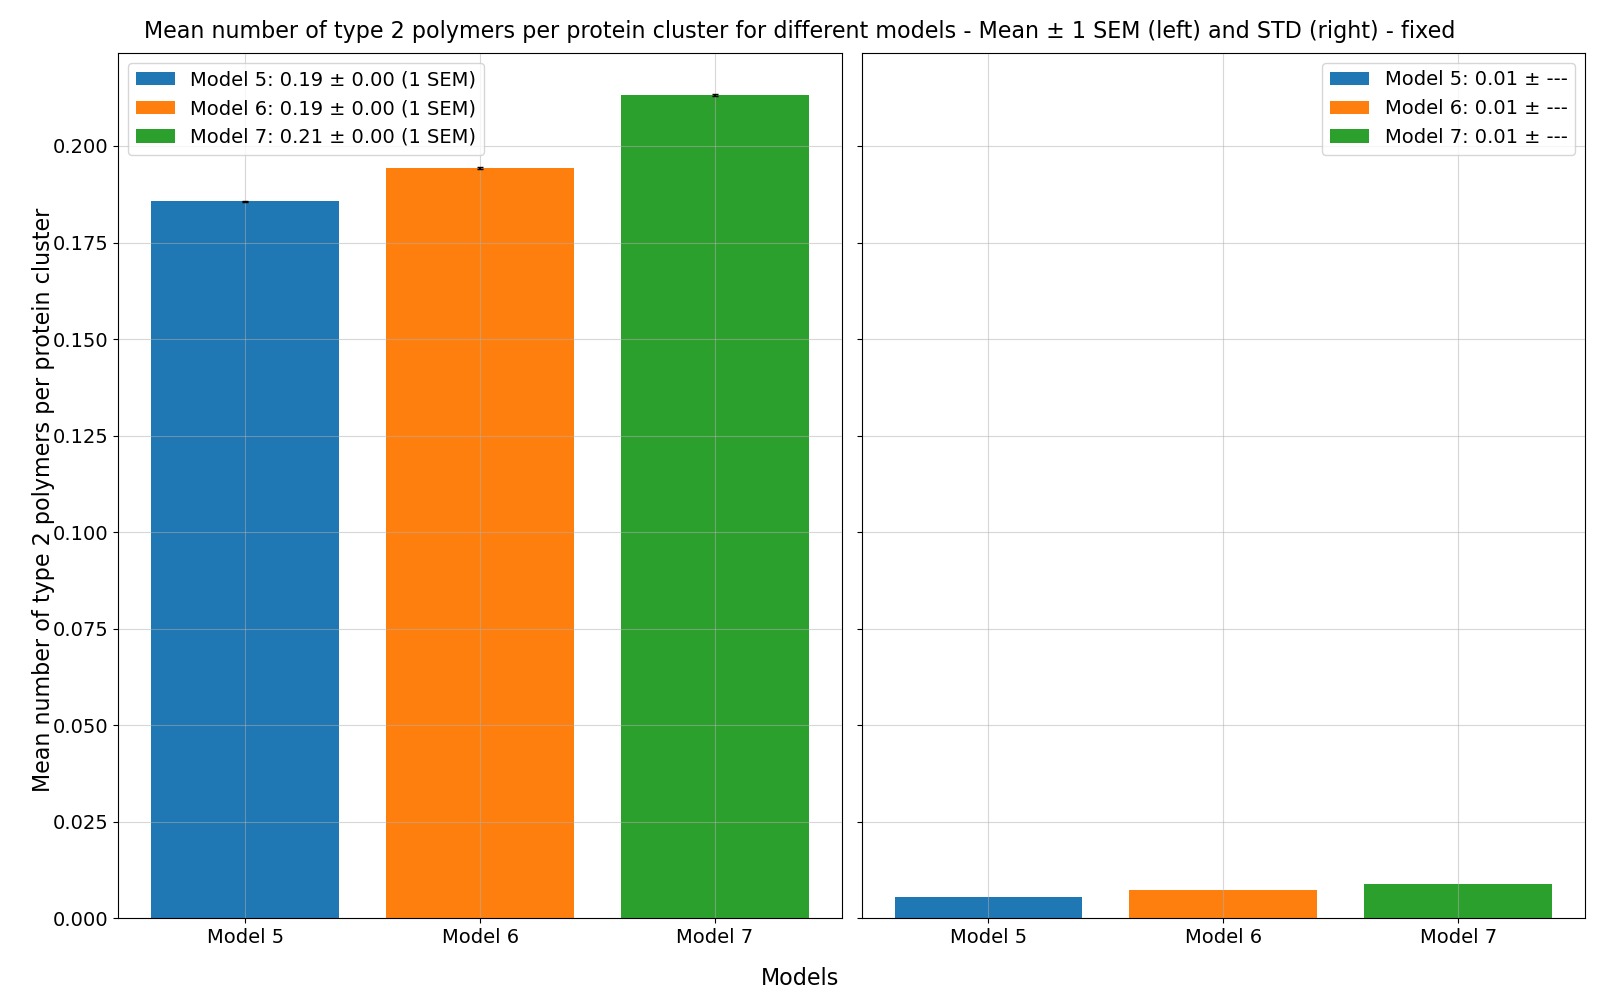 Mean number of type 2 polymers per protein cluster for different models - Mean ± 1 SEM (left) and STD (right) - fixed
Mean number of type 2 polymers per protein cluster
0.200
0.175
0.150
0.125
0.100
0.075
0.050
0.025
0.000
Model 5: 0.19 ± 0.00 (1 SEM)
Model 6: 0.19 ± 0.00 (1 SEM)
Model 7: 0.21 ± 0.00 (1 SEM)
Model 5
Model 6
Model 7
Model 5: 0.01 ± ---
Model 6: 0.01 ± ---
Model 7: 0.01 ± ---
Model 5
Model 6
Model 7
Models